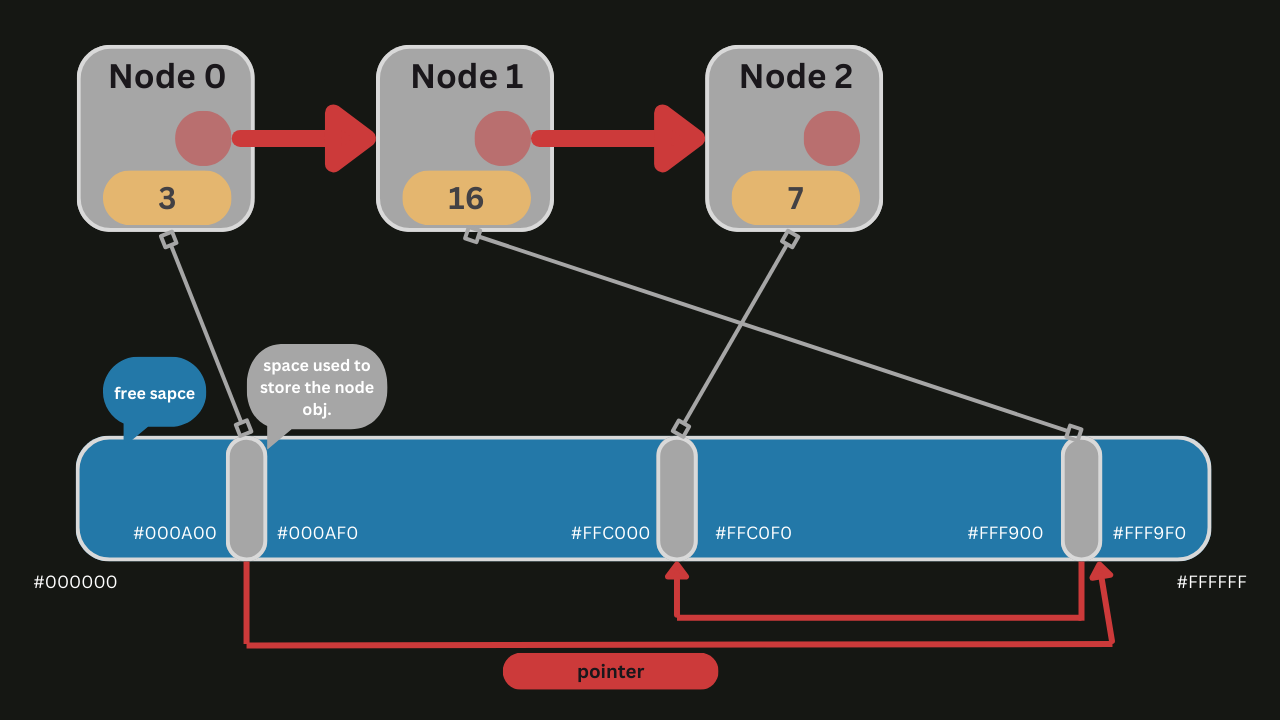 Node 0
Node 1
Node 2
3
16
7
free sapce
space used to
store the node
obj.
#000A00
#000AF0
#FFC000
#FFC0F0
#FFF900
#FFF9F0
#000000
#FFFFFF
pointer